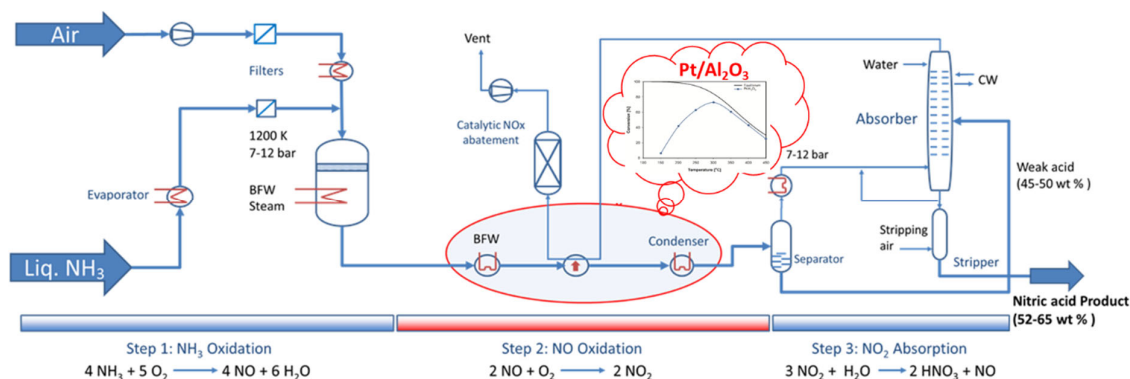 Air
Filters
1200 K
7-12 bar
Evaporator
BFW
Steam
Liq. NH₃
Vent
Catalytic NOx
abatement
BFW
Condenser
Pt/Al₂O₃
Conversion [%]
Temperature [°C]
7-12 bar
Water
CW
Absorber
Weak acid
(45-50 wt % )
Stripping
air
Separator
Stripper
Nitric acid Product
(52-65 wt % )
Step 1: NH₃ Oxidation
4 NH₃ + 5 O₂ → 4 NO + 6 H₂O
Step 2: NO Oxidation
2 NO + O₂ → 2 NO₂
Step 3: NO₂ Absorption
3 NO₂ + H₂O → 2 HNO₃ + NO